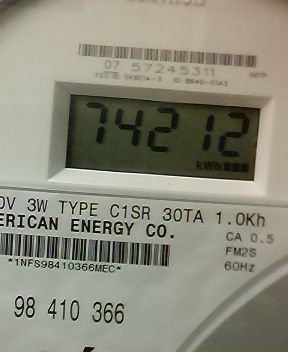 07 57245311
74212
kWh
0V 3W TYPE C1SR 30TA 1.0Kh
ERICAN ENERGY CO.
CA 0.5
FM2S
*1NFS98410366MEC*
60Hz
98 410 366